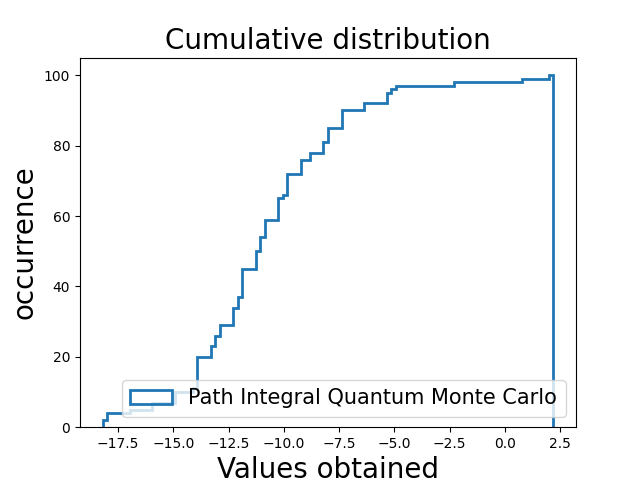 Cumulative distribution
occurrence
100
80
60
40
20
0
Path Integral Quantum Monte Carlo
−17.5 −15.0 −12.5 −10.0 −7.5 −5.0 −2.5 0.0 2.5
Values obtained